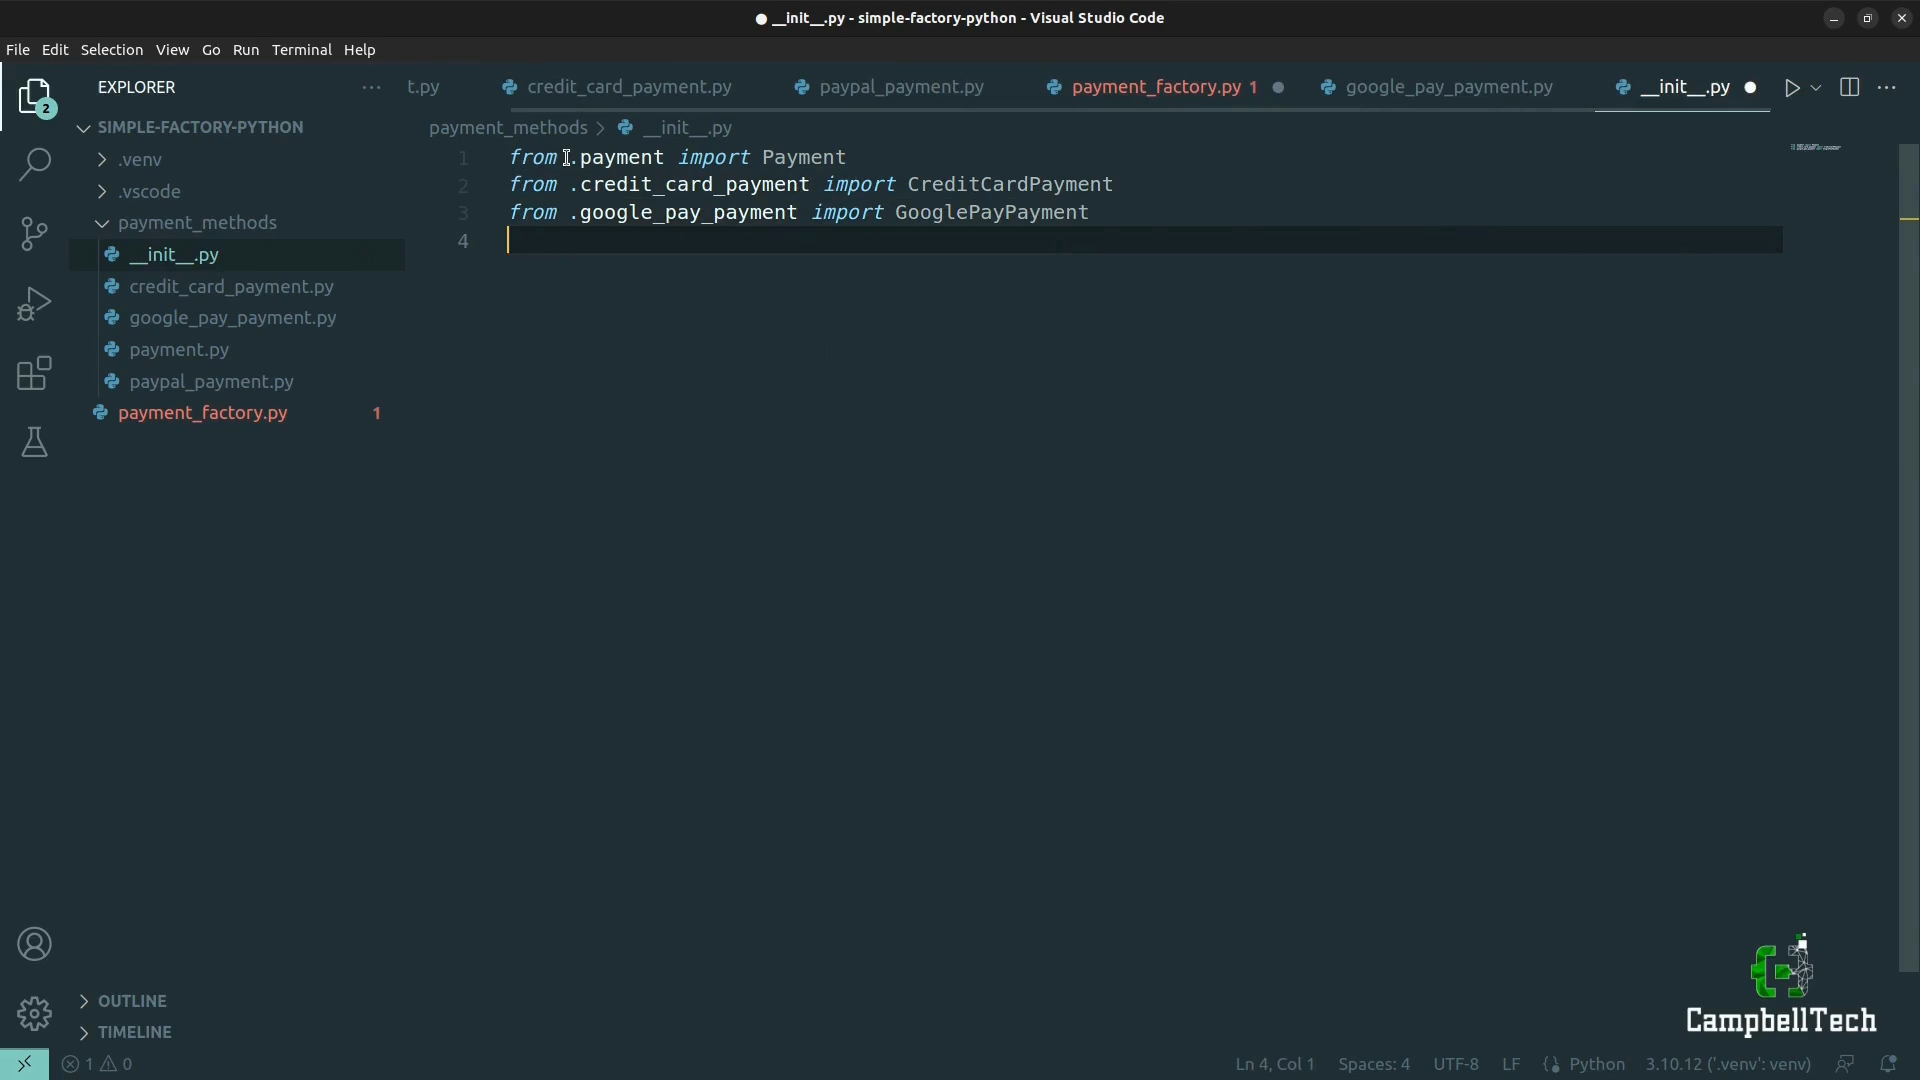 __init__.py - simple-factory-python - Visual Studio Code
File Edit Selection View Go Run Terminal Help
EXPLORER
t.py credit_card_payment.py paypal_payment.py payment_factory.py 1 google_pay_payment.py __init__.py
2
SIMPLE-FACTORY-PYTHON
payment_methods > __init__.py
.venv
.vscode
payment_methods
__init__.py
credit_card_payment.py
google_pay_payment.py
payment.py
paypal_payment.py
payment_factory.py 1
1 from .payment import Payment
2 from .credit_card_payment import CreditCardPayment
3 from .google_pay_payment import GooglePayPayment
4
OUTLINE
TIMELINE
CampbellTech
1 0 Ln 4, Col 1 Spaces: 4 UTF-8 LF Python 3.10.12 ('.venv': venv)